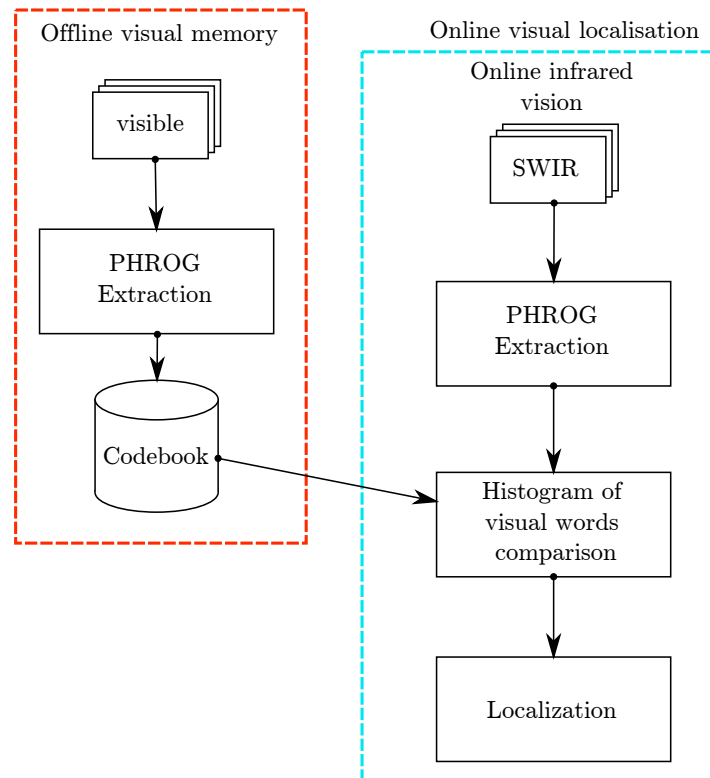 Offline visual memory
visible
PHROG
Extraction
Codebook
Online visual localisation
Online infrared
vision
SWIR
PHROG
Extraction
Histogram of
visual words
comparison
Localization